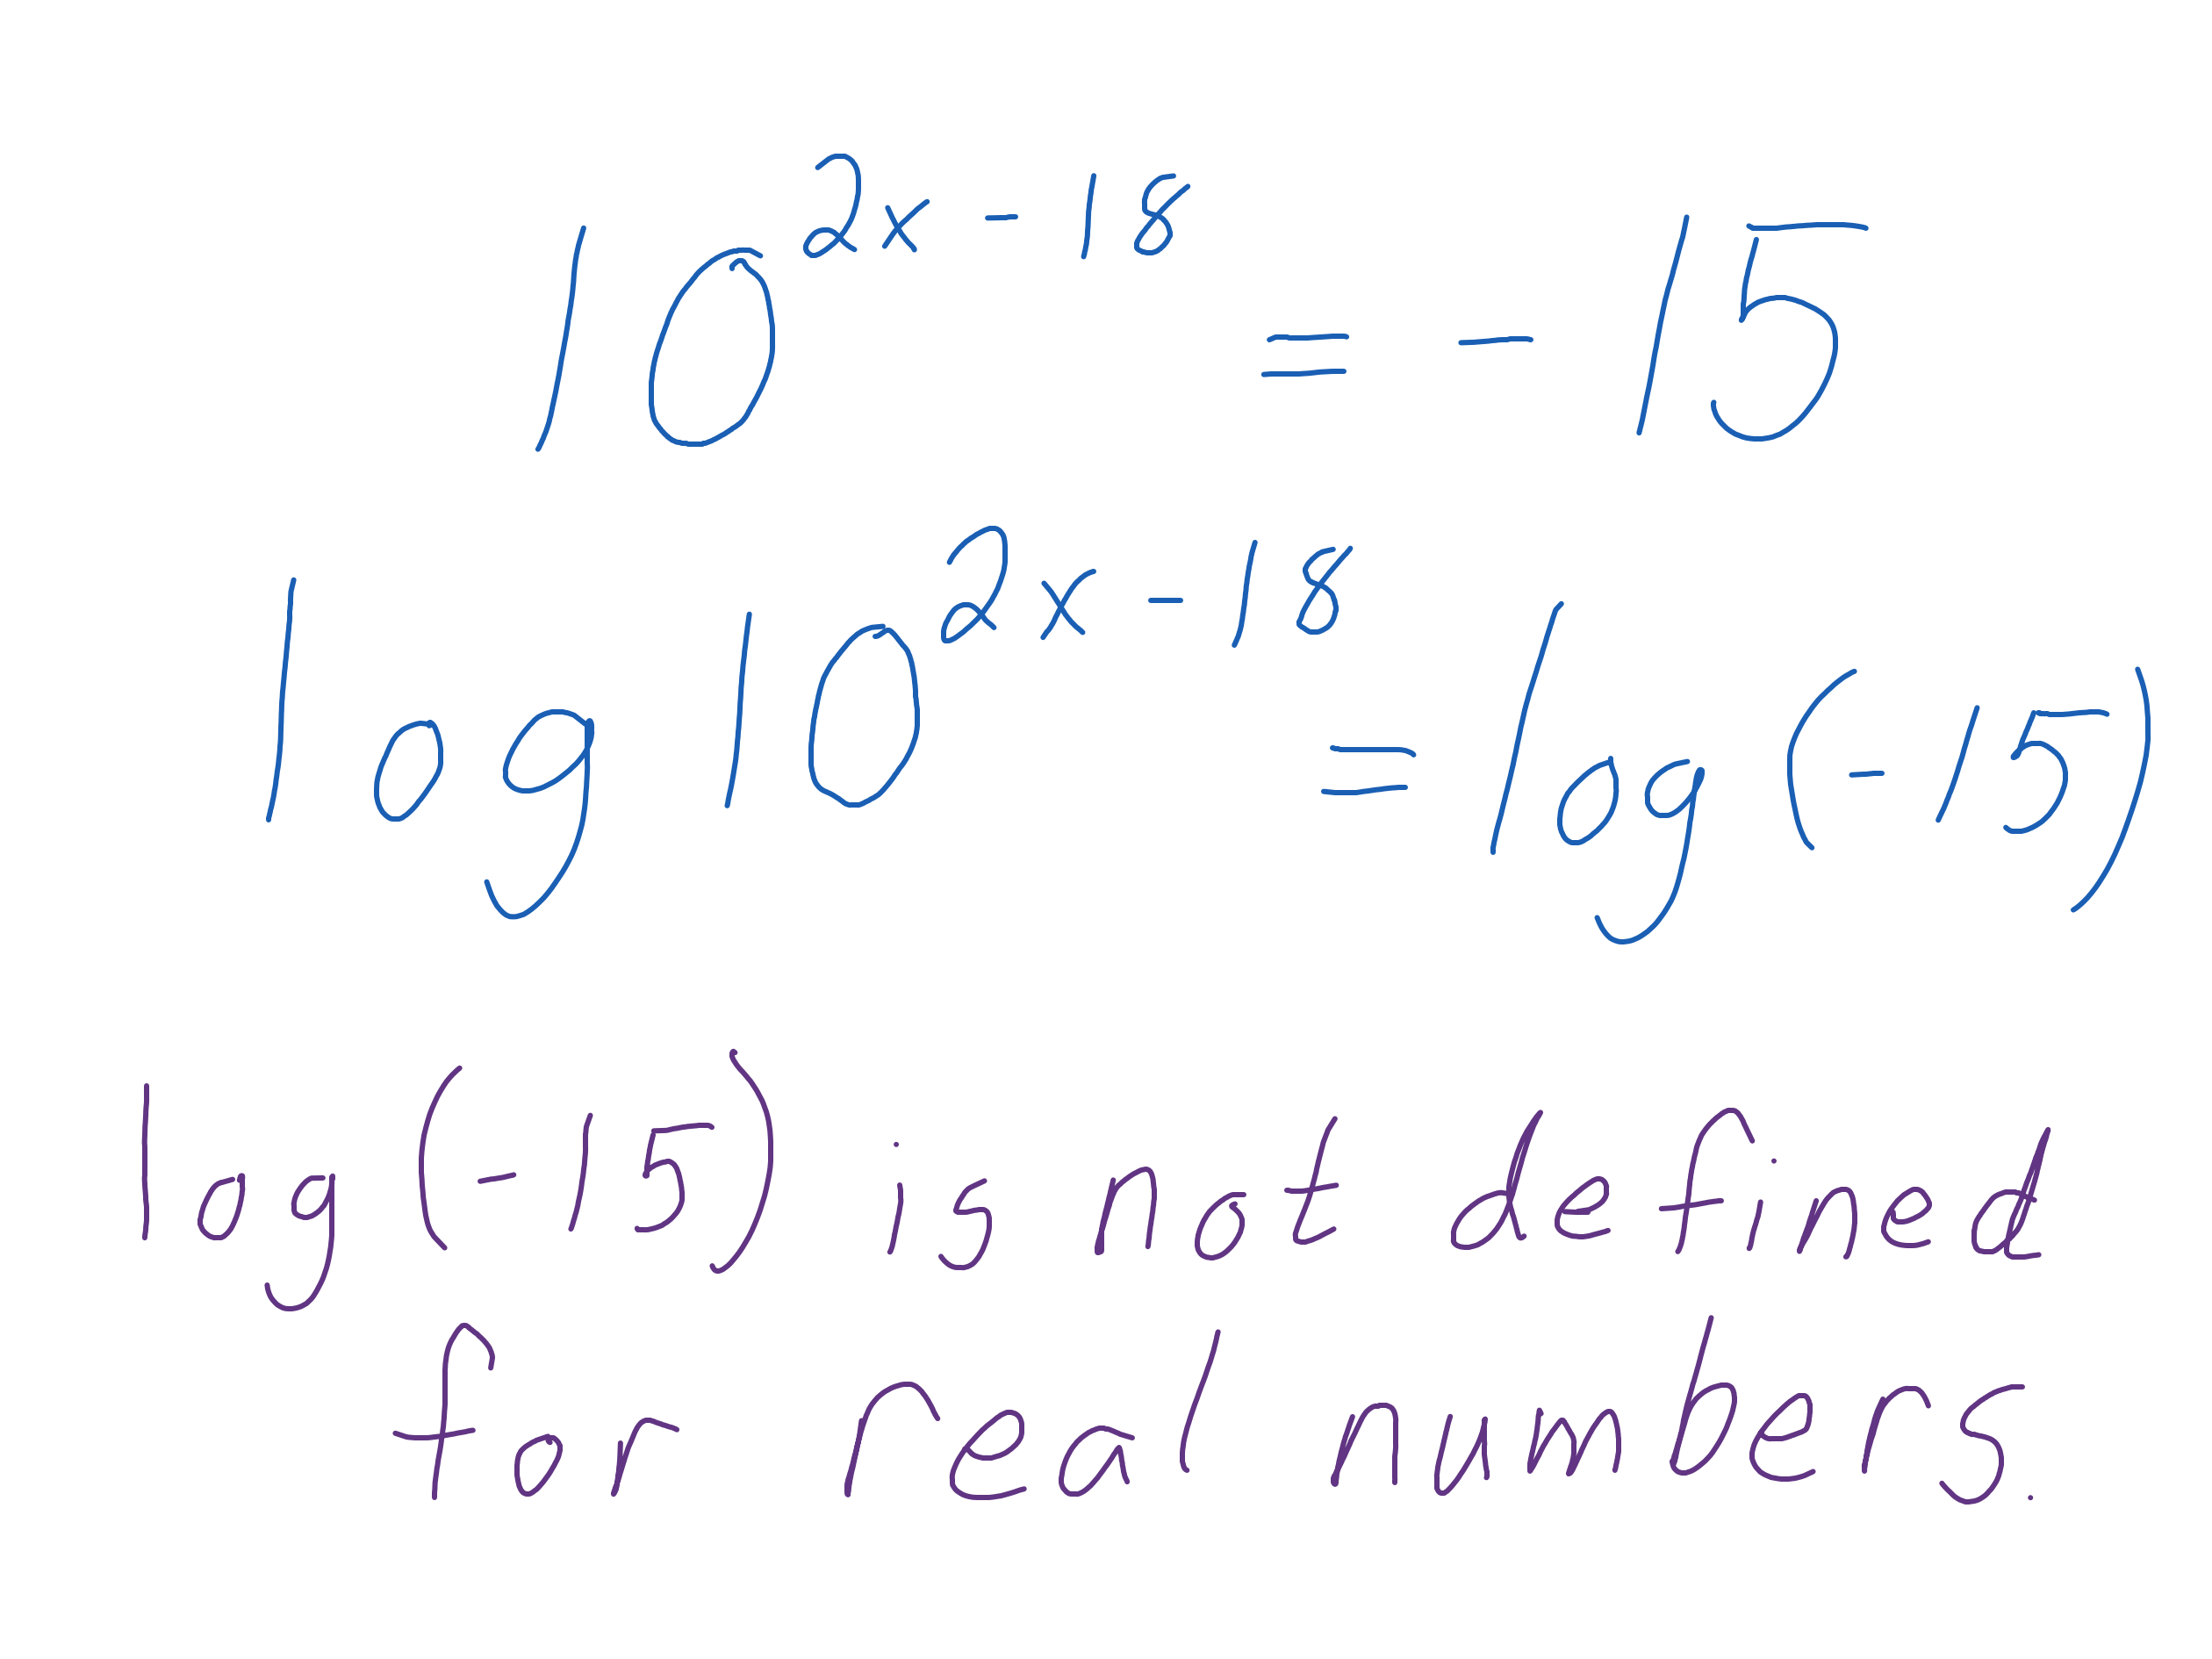 10^{2x - 18} = - 15
log 10^{2x - 18} = log (- 15)
log (- 15) is not defined
for real numbers.